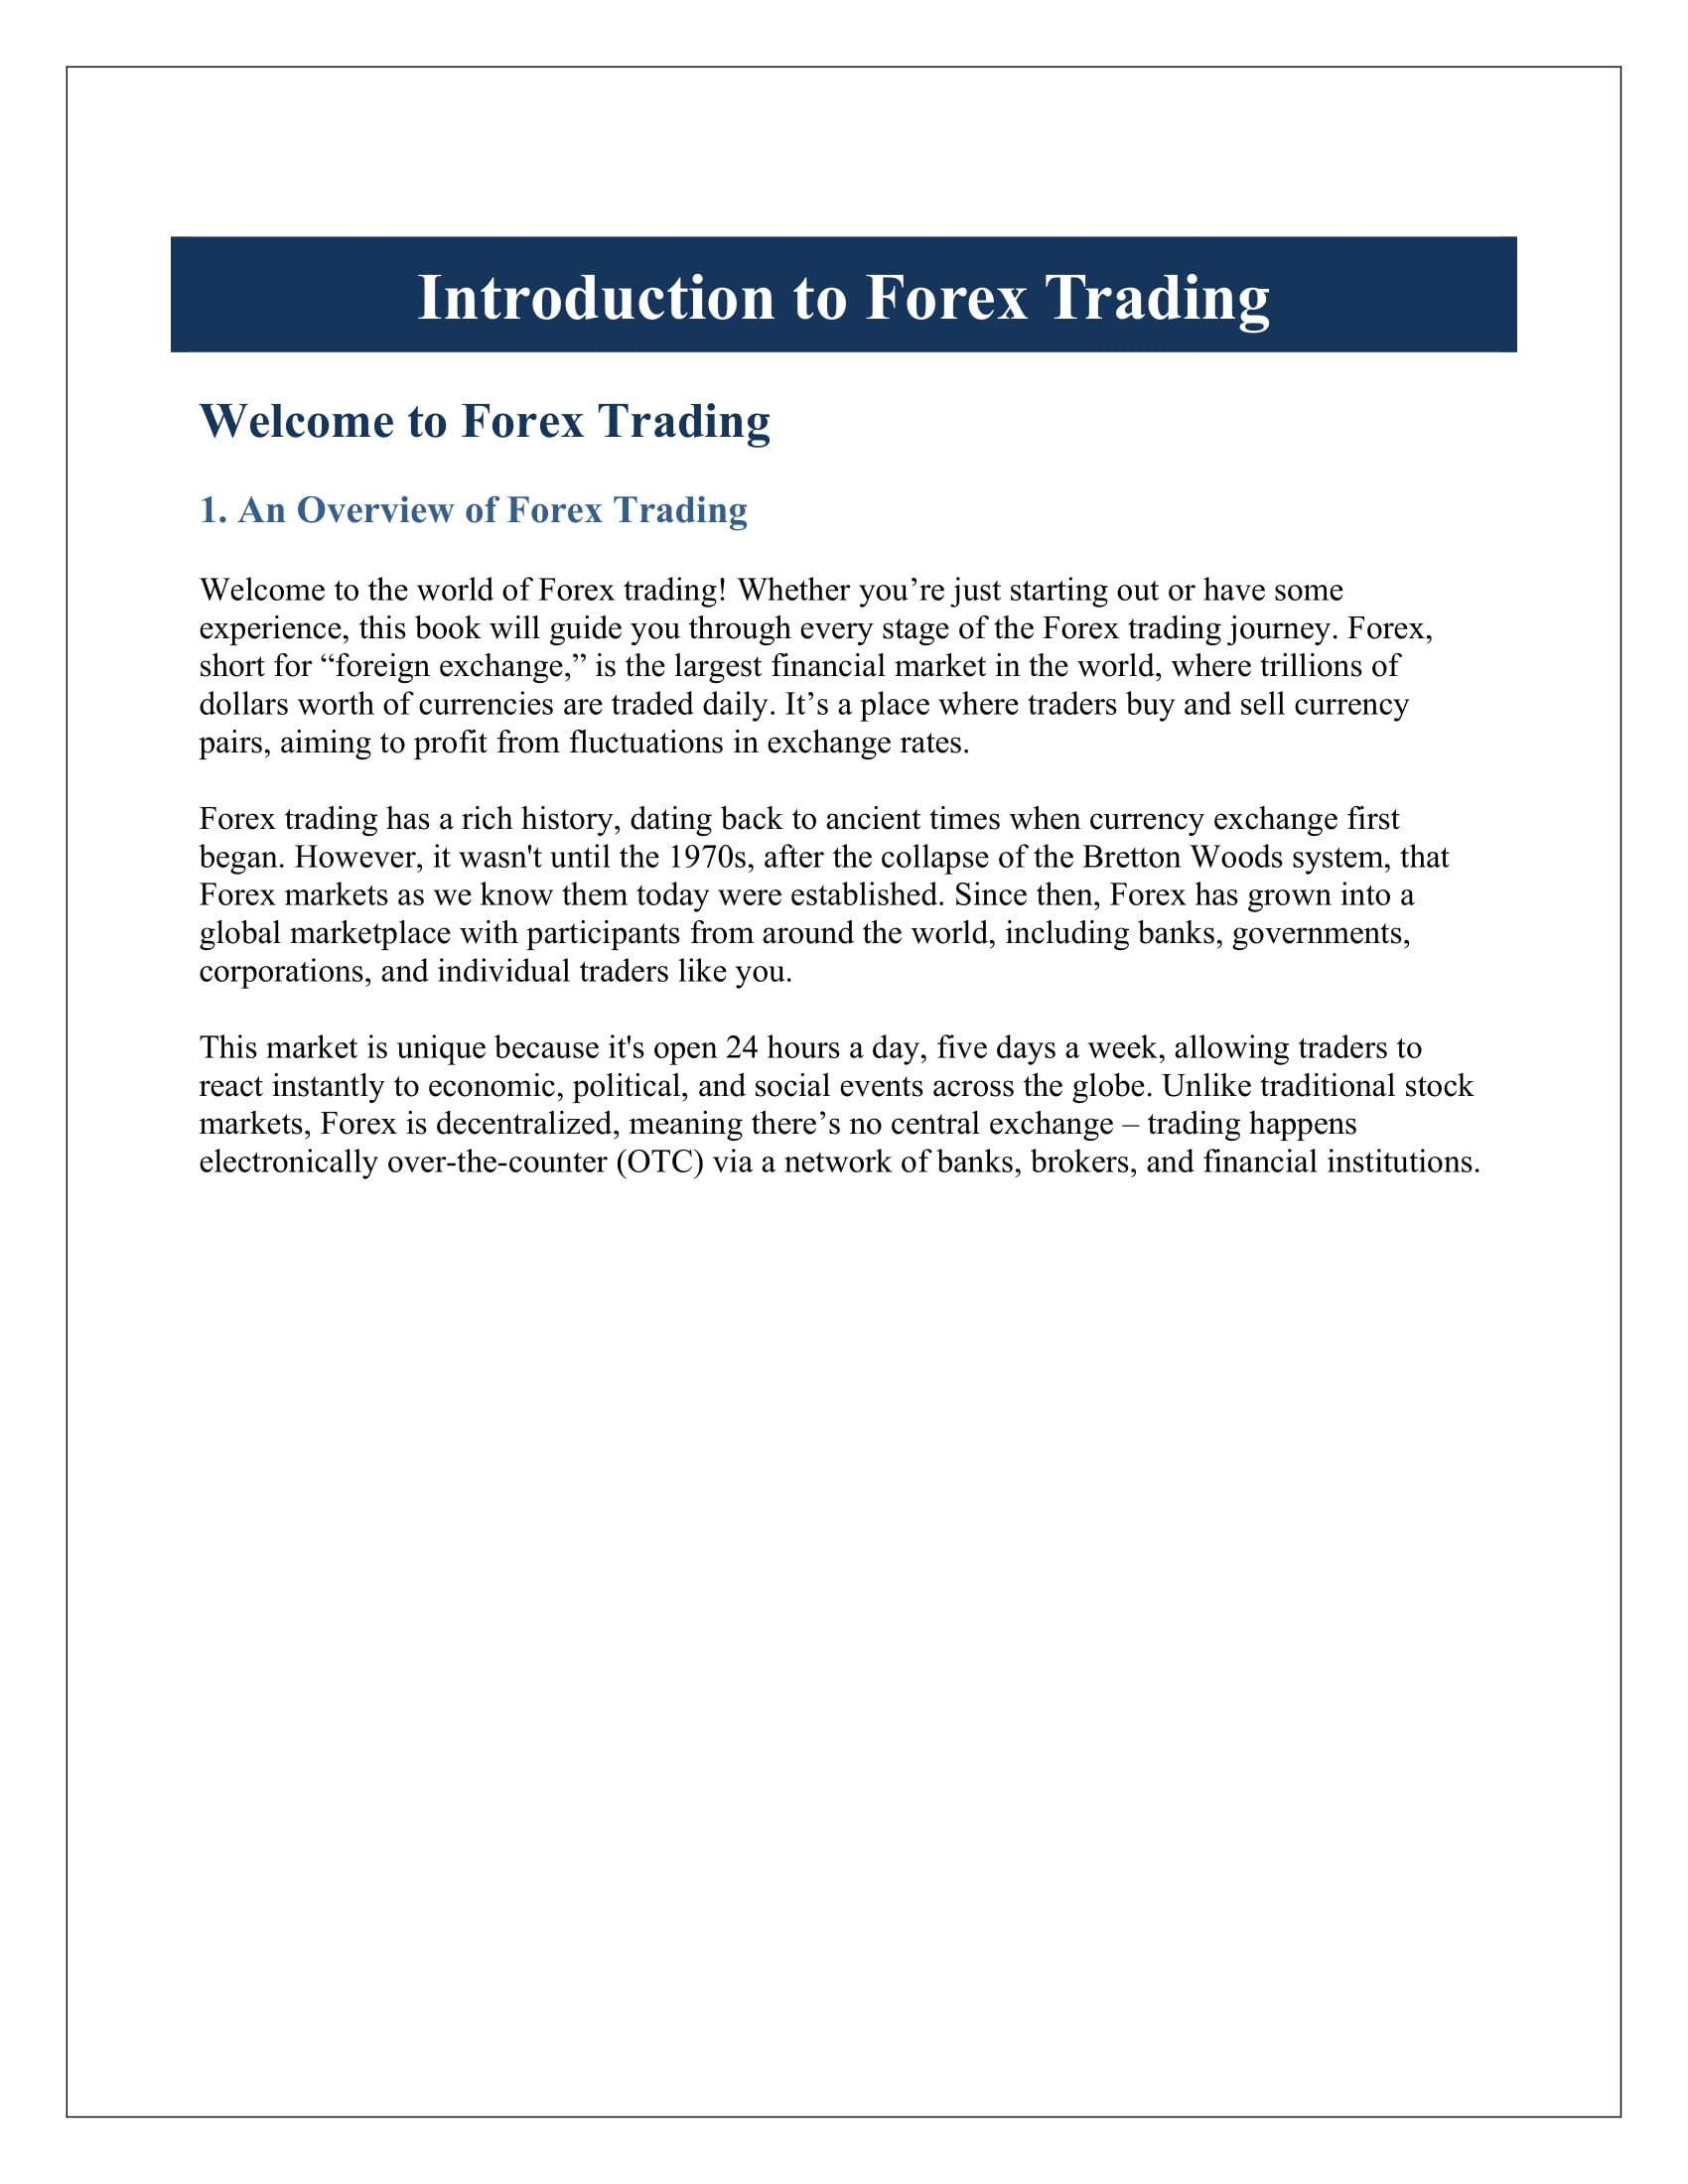 Introduction to Forex Trading
Welcome to Forex Trading
1. An Overview of Forex Trading
Welcome to the world of Forex trading! Whether you’re just starting out or have some
experience, this book will guide you through every stage of the Forex trading journey. Forex,
short for “foreign exchange,” is the largest financial market in the world, where trillions of
dollars worth of currencies are traded daily. It’s a place where traders buy and sell currency
pairs, aiming to profit from fluctuations in exchange rates.
Forex trading has a rich history, dating back to ancient times when currency exchange first
began. However, it wasn't until the 1970s, after the collapse of the Bretton Woods system, that
Forex markets as we know them today were established. Since then, Forex has grown into a
global marketplace with participants from around the world, including banks, governments,
corporations, and individual traders like you.
This market is unique because it's open 24 hours a day, five days a week, allowing traders to
react instantly to economic, political, and social events across the globe. Unlike traditional stock
markets, Forex is decentralized, meaning there’s no central exchange – trading happens
electronically over-the-counter (OTC) via a network of banks, brokers, and financial institutions.